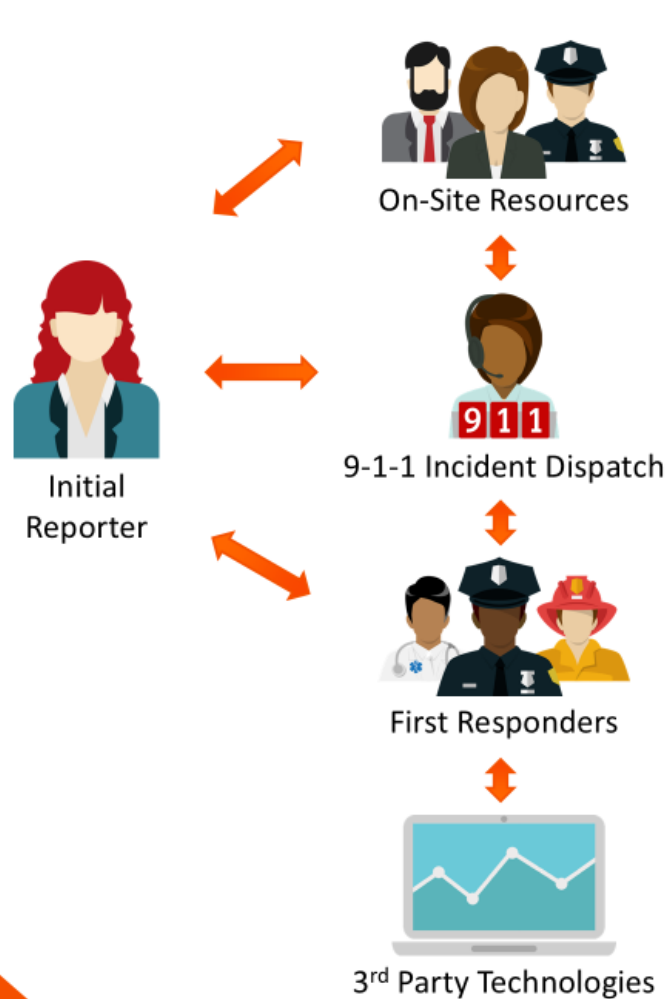 On-Site Resources
911
9-1-1 Incident Dispatch
Initial
Reporter
First Responders
3rd Party Technologies